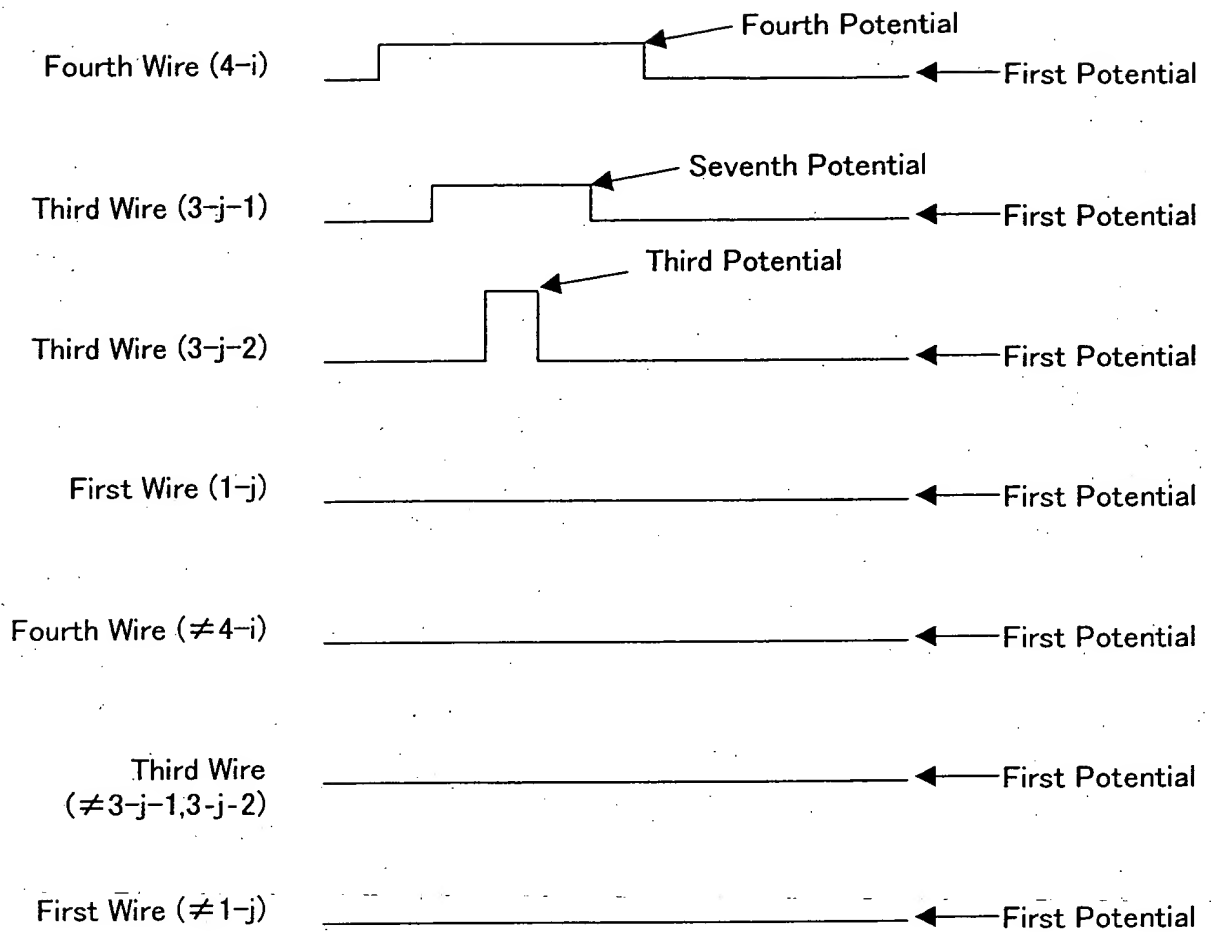 Fourth Potential
Fourth Wire (4-i)
First Potential
Seventh Potential
Third Wire (3-j-1)
First Potential
Third Potential
Third Wire (3-j-2)
First Potential
First Wire (1-j)
First Potential
Fourth Wire (≠4-i)
First Potential
Third Wire
(≠3-j-1,3-j-2)
First Potential
First Wire (≠1-j)
First Potential